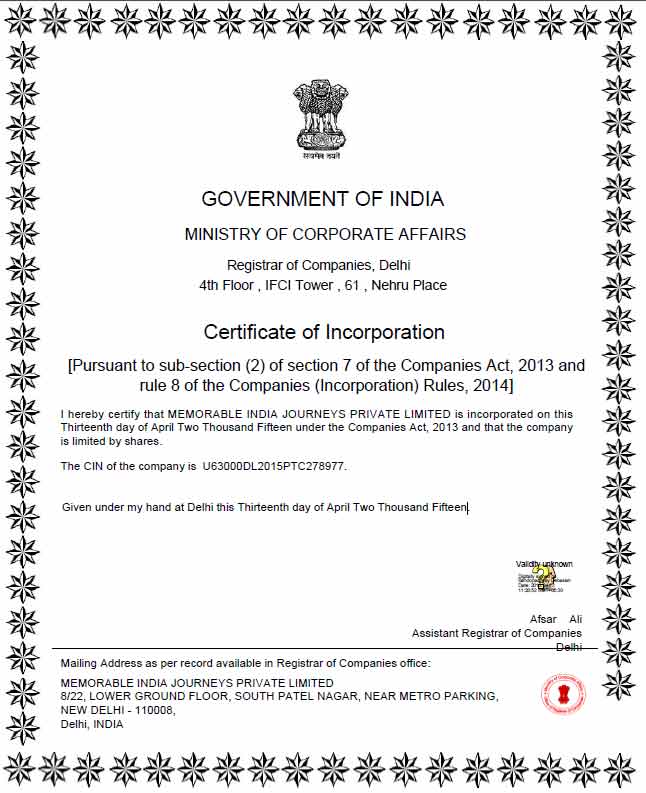 सत्यमेव जयते
GOVERNMENT OF INDIA
MINISTRY OF CORPORATE AFFAIRS
Registrar of Companies, Delhi
4th Floor , IFCI Tower , 61 , Nehru Place
Certificate of Incorporation
[Pursuant to sub-section (2) of section 7 of the Companies Act, 2013 and
rule 8 of the Companies (Incorporation) Rules, 2014]
I hereby certify that MEMORABLE INDIA JOURNEYS PRIVATE LIMITED is incorporated on this
Thirteenth day of April Two Thousand Fifteen under the Companies Act, 2013 and that the company
is limited by shares.
The CIN of the company is U63000DL2015PTC278977.
Given under my hand at Delhi this Thirteenth day of April Two Thousand Fifteen.
Validity unknown
Digitally
Date:
Afsar Ali
Assistant Registrar of Companies
Delhi
Mailing Address as per record available in Registrar of Companies office:
MEMORABLE INDIA JOURNEYS PRIVATE LIMITED
8/22, LOWER GROUND FLOOR, SOUTH PATEL NAGAR, NEAR METRO PARKING,
NEW DELHI - 110008,
Delhi, INDIA